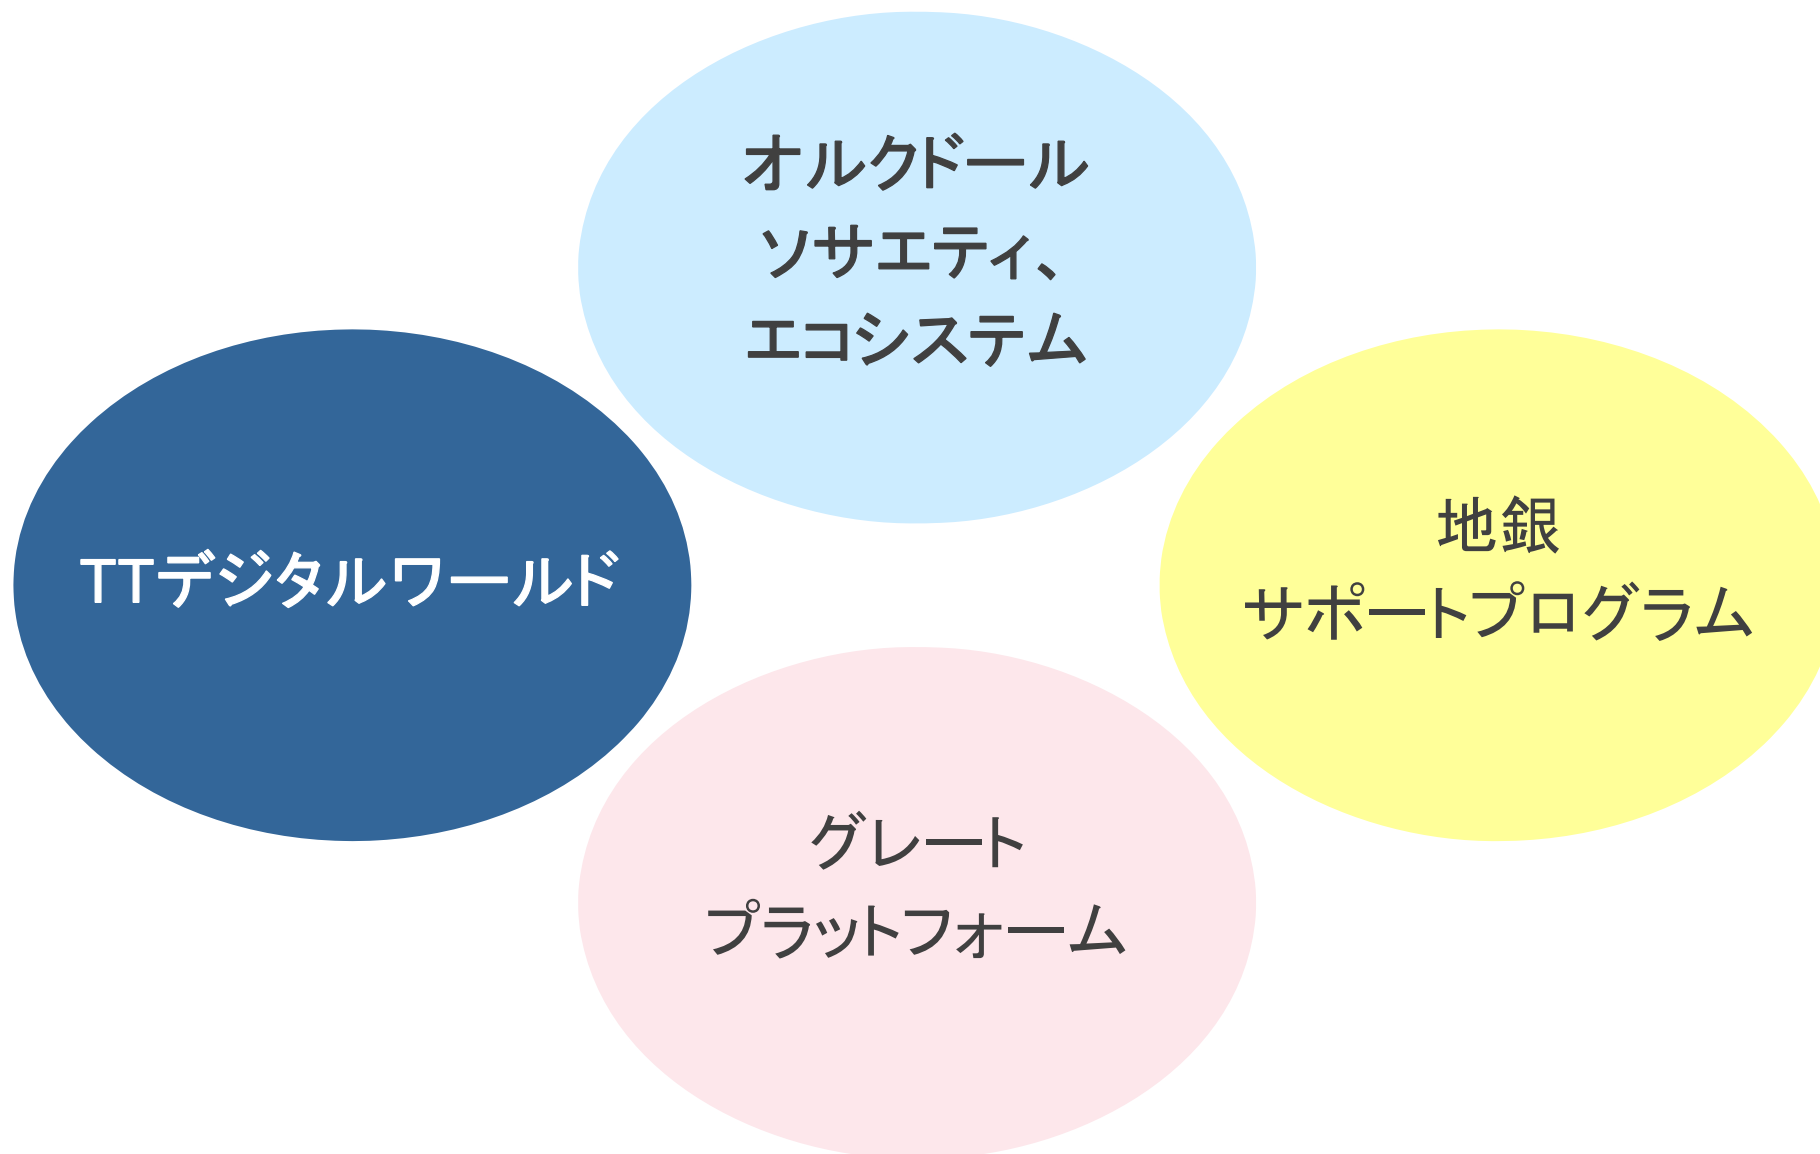 オルクドール
ソサエティ、
エコシステム
TTデジタルワールド
地銀
サポートプログラム
グレート
プラットフォーム